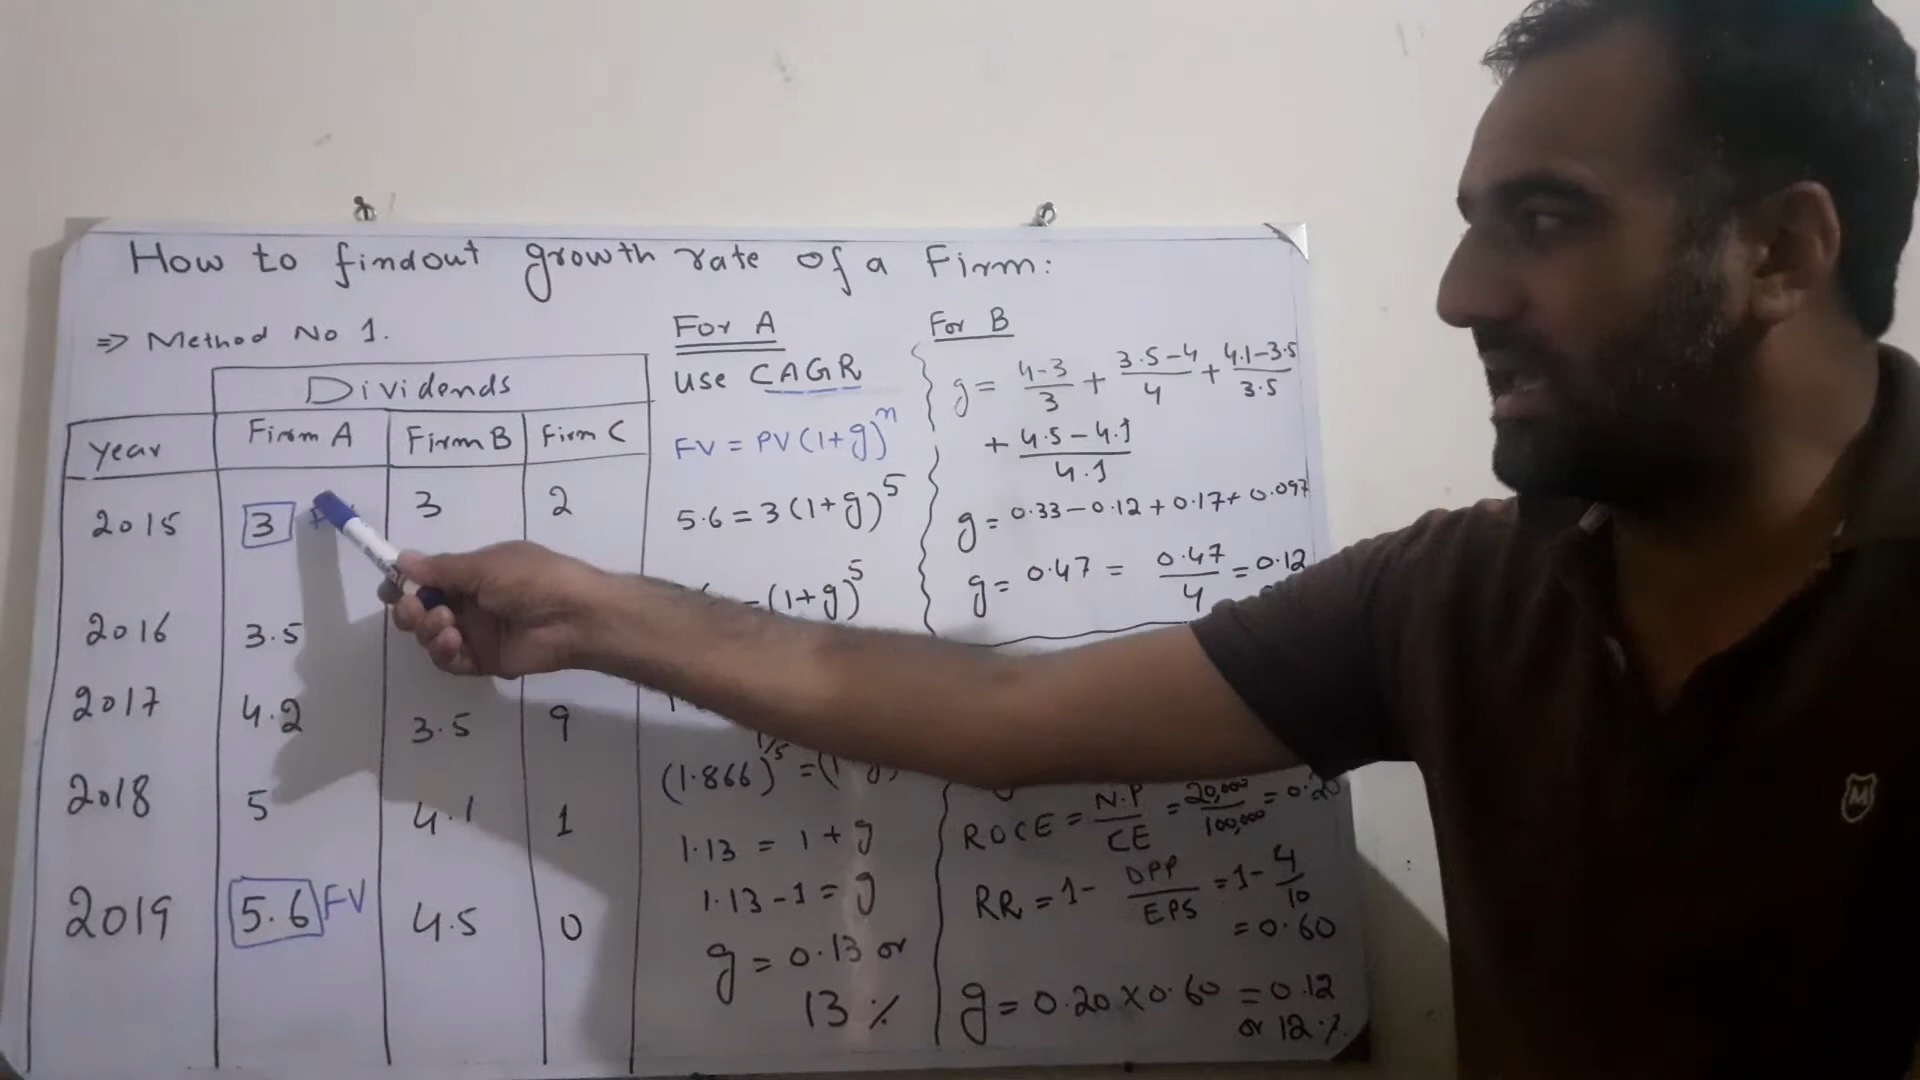 How to findout growth rate of a Firm:
=> Method No 1.
Dividends
Year Firm A Firm B Firm C
2015 3 3 2
2016 3.5
2017 4.2 3.5 9
2018 5 4.1 1
2019 5.6 FV 4.5 0
For A
use CAGR
FV = PV (1+g)^n
5.6 = 3 (1+g)^5
= (1+g)^5
(1.866)^1/5 = (
1.13 = 1 + g
1.13 - 1 = g
g = 0.13 or
13 %
For B
g = 4-3/3 + 3.5-4/4 + 4.1-3.5/3.5
+ 4.5-4.1/4.1
g = 0.33 - 0.12 + 0.17 + 0.097
g = 0.47 = 0.47/4 = 0.12
ROCE = N.P/CE = 20,000/100,000 = 0.20
RR = 1 - DPP/EPS = 1 - 4/10
= 0.60
g = 0.20 X 0.60 = 0.12
or 12 %.
M